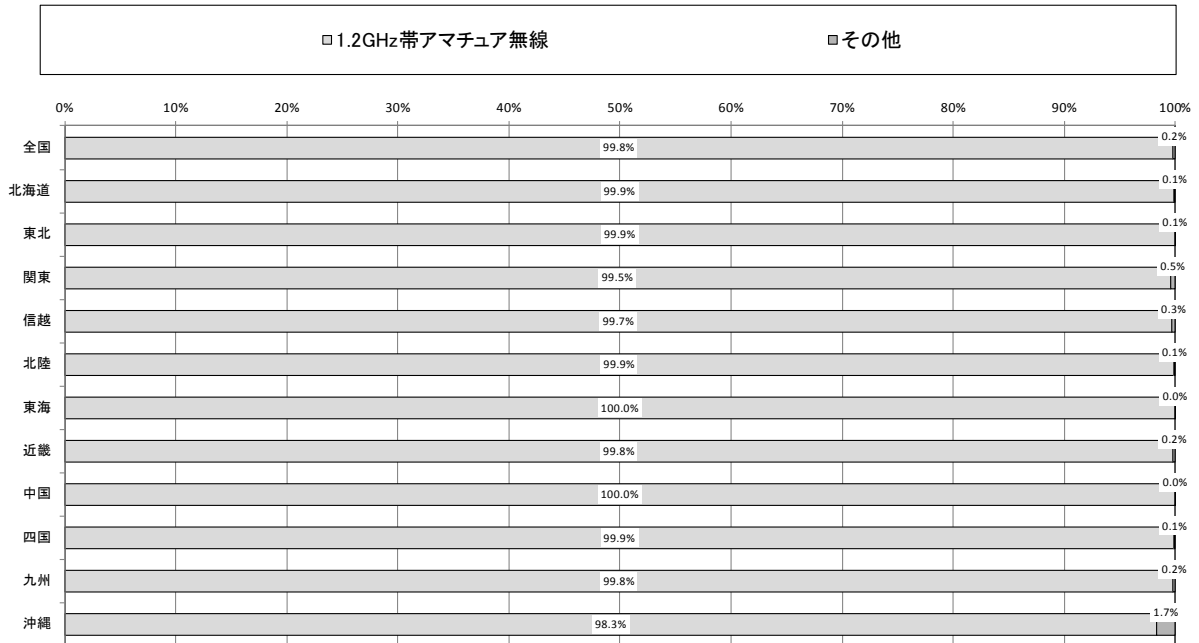 1.2GHz帯アマチュア無線 その他
0% 10% 20% 30% 40% 50% 60% 70% 80% 90% 100%
全国 99.8% 0.2%
北海道 99.9% 0.1%
東北 99.9% 0.1%
関東 99.5% 0.5%
信越 99.7% 0.3%
北陸 99.9% 0.1%
東海 100.0% 0.0%
近畿 99.8% 0.2%
中国 100.0% 0.0%
四国 99.9% 0.1%
九州 99.8% 0.2%
沖縄 98.3% 1.7%